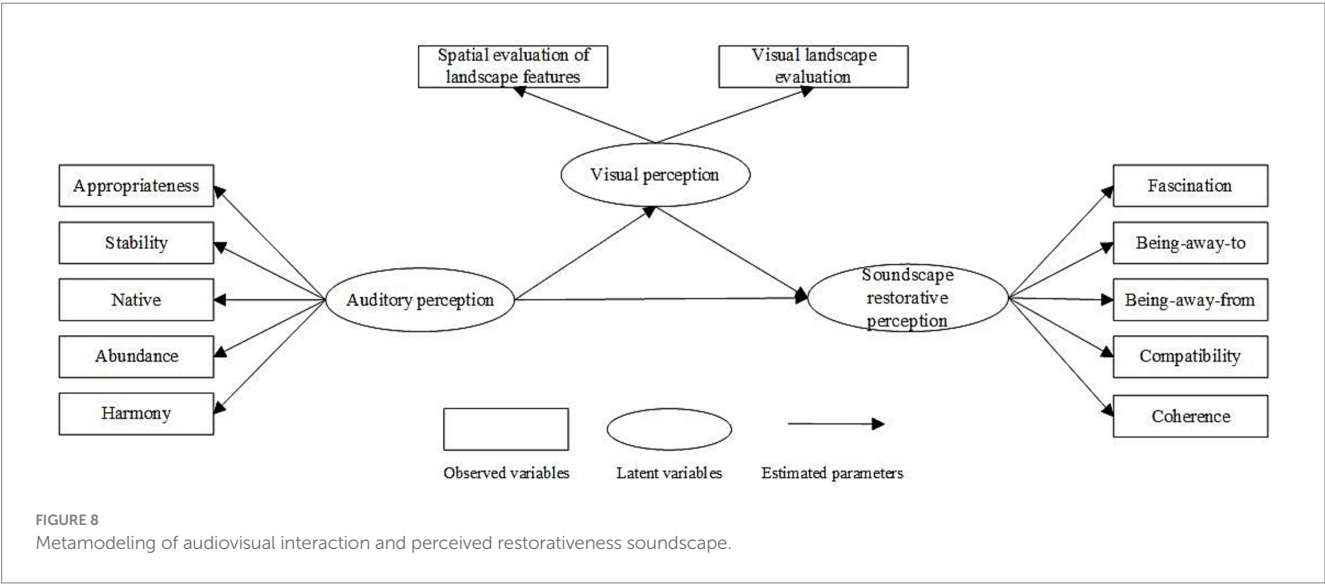 Spatial evaluation of
landscape features
Visual landscape
evaluation
Visual perception
Appropriateness
Stability
Native
Abundance
Harmony
Auditory perception
Soundscape
restorative
perception
Fascination
Being-away-to
Being-away-from
Compatibility
Coherence
Observed variables
Latent variables
Estimated parameters
FIGURE 8
Metamodeling of audiovisual interaction and perceived restorativeness soundscape.